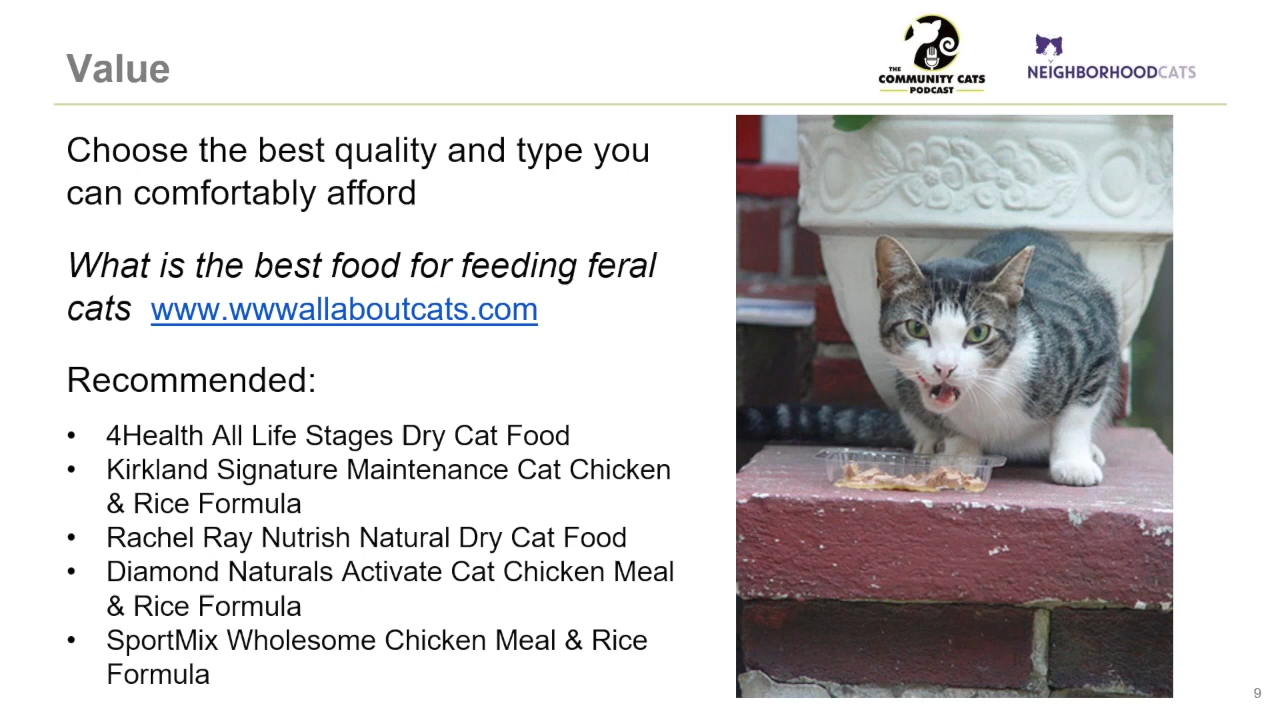 Value
THE
COMMUNITY CATS
PODCAST
NEIGHBORHOODCATS
Choose the best quality and type you
can comfortably afford
What is the best food for feeding feral
cats www.wwwallaboutcats.com
Recommended:
• 4Health All Life Stages Dry Cat Food
• Kirkland Signature Maintenance Cat Chicken
& Rice Formula
• Rachel Ray Nutrish Natural Dry Cat Food
• Diamond Naturals Activate Cat Chicken Meal
& Rice Formula
• SportMix Wholesome Chicken Meal & Rice
Formula
9